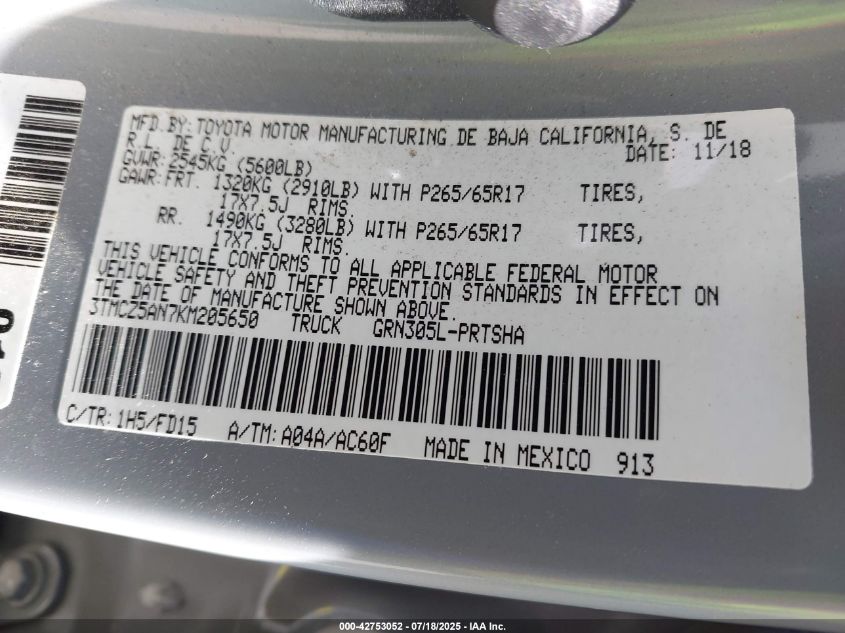 MFD.BY:TOYOTA MOTOR MANUFACTURING DE BAJA CALIFORNIA, S. DE
R.L. DE C.V. DATE: 11/18
GVWR:2545KG (5600LB)
GAWR:FRT. 1320KG (2910LB) WITH P265/65R17 TIRES,
17X7.5J RIMS.
RR. 1490KG (3280LB) WITH P265/65R17 TIRES,
17X7.5J RIMS.
THIS VEHICLE CONFORMS TO ALL APPLICABLE FEDERAL MOTOR
VEHICLE SAFETY AND THEFT PREVENTION STANDARDS IN EFFECT ON
THE DATE OF MANUFACTURE SHOWN ABOVE.
3TMCZ5AN7KM205650 TRUCK GRN305L-PRTSHA
C/TR:1H5/FD15 A/TM:A04A/AC60F MADE IN MEXICO 913
000-42753052 - 07/18/2025 - IAA Inc.